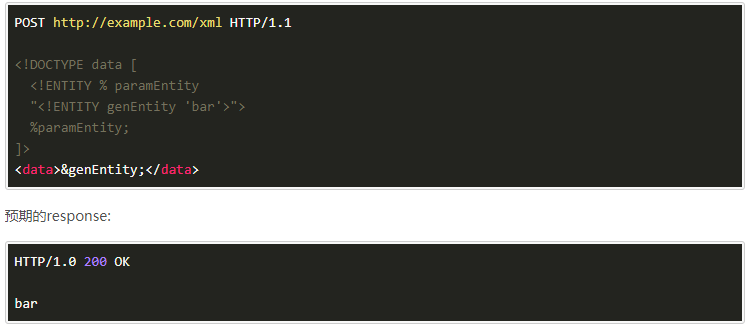 POST http://example.com/xml HTTP/1.1
<!DOCTYPE data [
<!ENTITY % paramEntity
"<!ENTITY genEntity 'bar'>">
%paramEntity;
]>
<data>&genEntity;</data>
预期的response:
HTTP/1.0 200 OK
bar